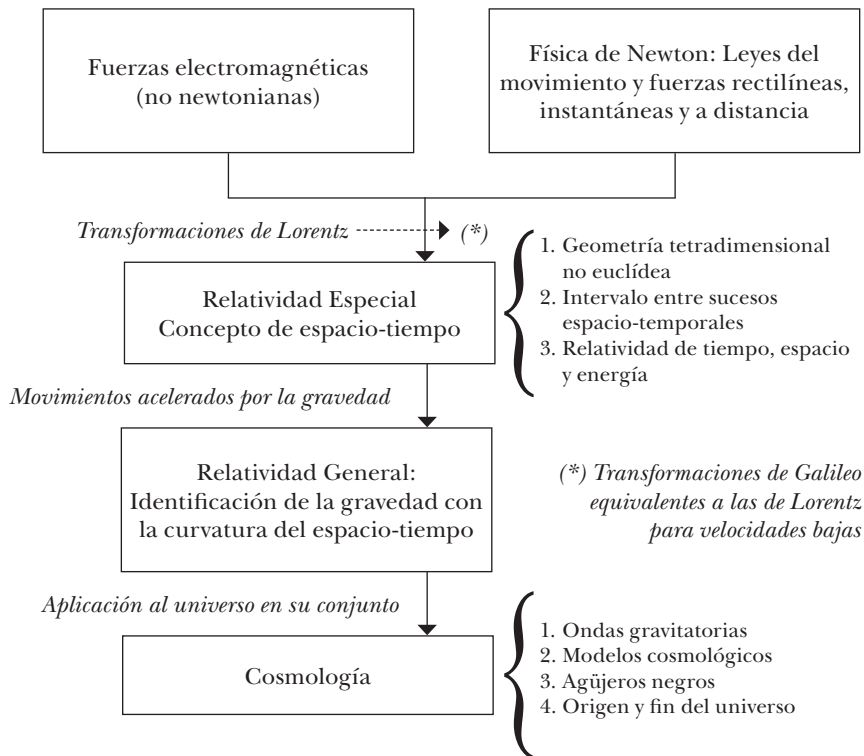 Fuerzas electromagnéticas
(no newtonianas)
Física de Newton: Leyes del
movimiento y fuerzas rectilíneas,
instantáneas y a distancia
Transformaciones de Lorentz
(*)
Relatividad Especial
Concepto de espacio-tiempo
1. Geometría tetradimensional
no euclídea
2. Intervalo entre sucesos
espacio-temporales
3. Relatividad de tiempo, espacio
y energía
Movimientos acelerados por la gravedad
Relatividad General:
Identificación de la gravedad con
la curvatura del espacio-tiempo
(*) Transformaciones de Galileo
equivalentes a las de Lorentz
para velocidades bajas
Aplicación al universo en su conjunto
Cosmología
1. Ondas gravitatorias
2. Modelos cosmológicos
3. Agüjeros negros
4. Origen y fin del universo